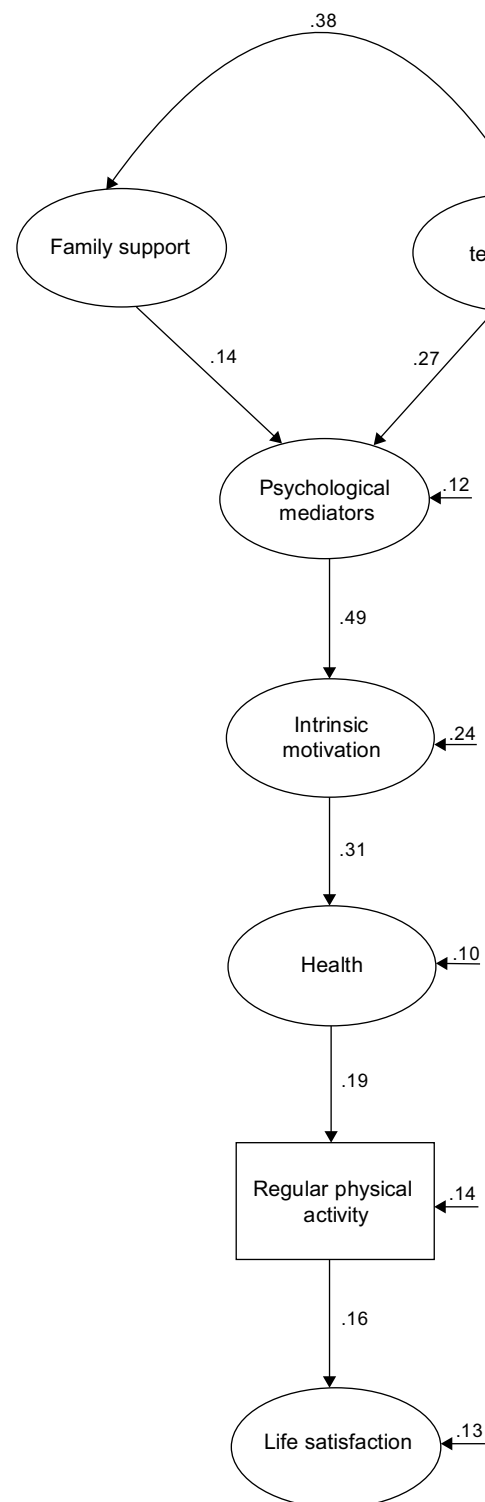 .38
Family support
te
.14
.27
Psychological
mediators
.12
.49
Intrinsic
motivation
.24
.31
Health
.10
.19
Regular physical
activity
.14
.16
Life satisfaction
.13